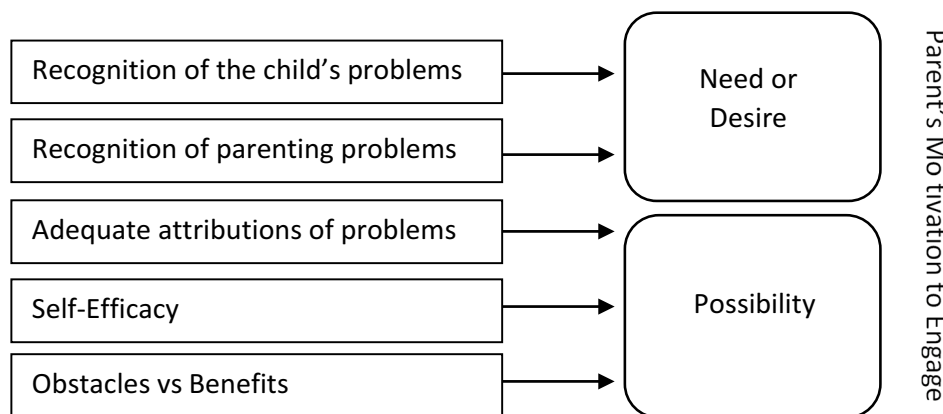 Recognition of the child’s problems
Recognition of parenting problems
Adequate attributions of problems
Self-Efficacy
Obstacles vs Benefits
Need or
Desire
Possibility
Parent´s Mo tivation to Engage